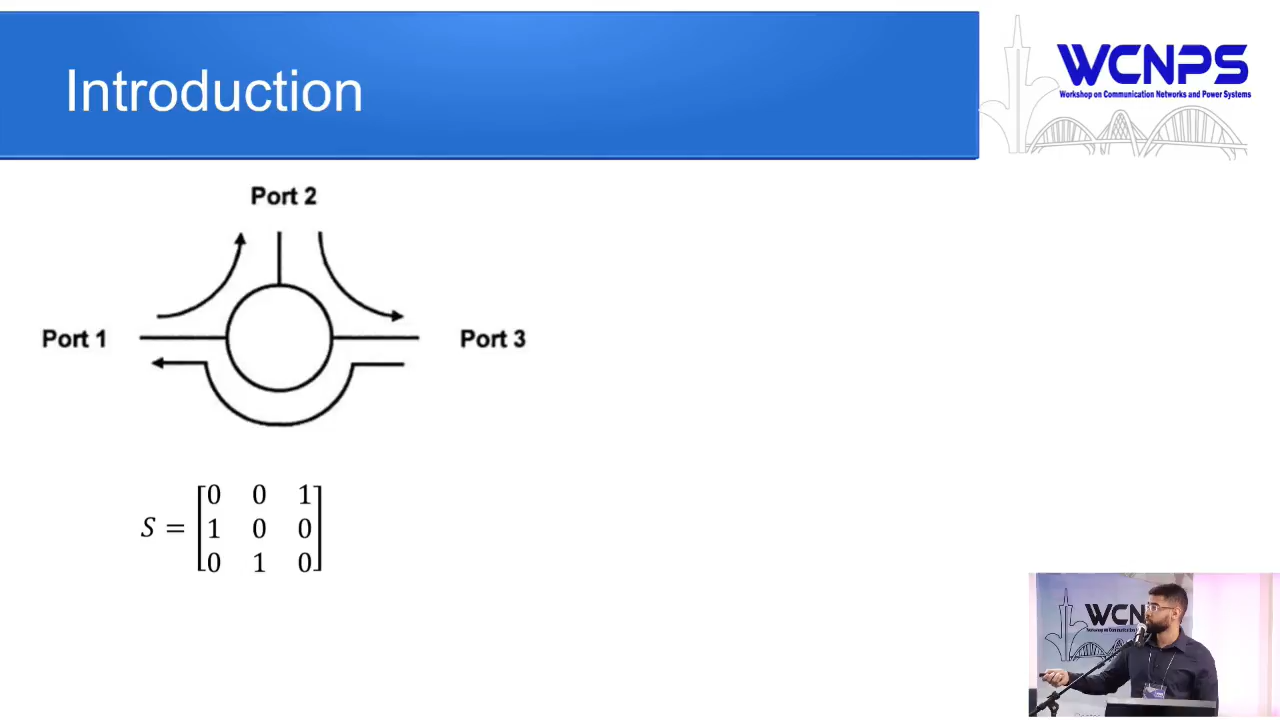 Introduction
WCNPS
Workshop on Communication Networks and Power Systems
Port 2
Port 1
Port 3
S = [0 0 1
1 0 0
0 1 0]
WCN